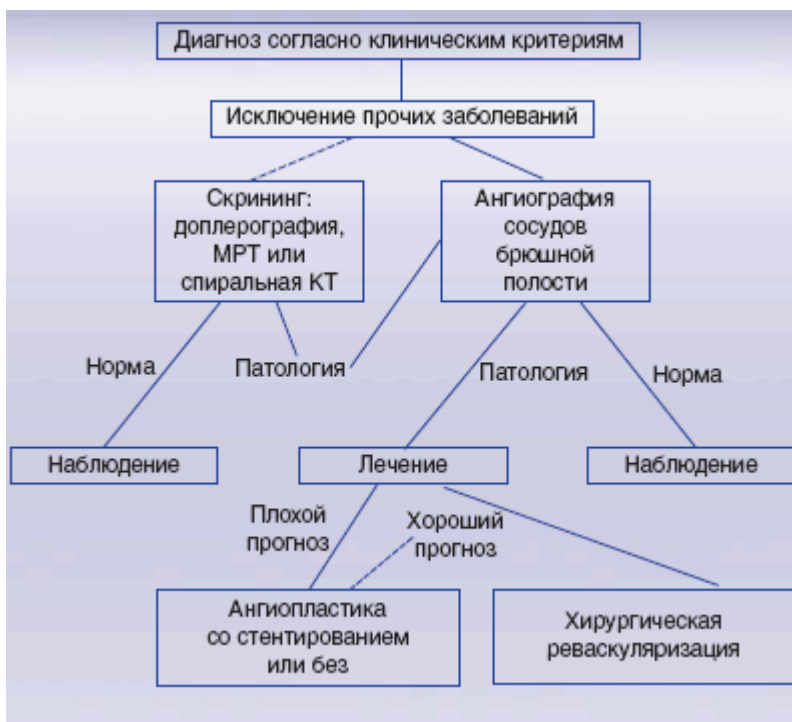 Диагноз согласно клиническим критериям
Исключение прочих заболеваний
Скрининг:
доплерография,
МРТ или
спиральная КТ
Ангиография
сосудов
брюшной
полости
Норма
Патология
Патология
Норма
Наблюдение
Лечение
Наблюдение
Плохой
прогноз
Хороший
прогноз
Ангиопластика
со стентированием
или без
Хирургическая
реваскуляризация